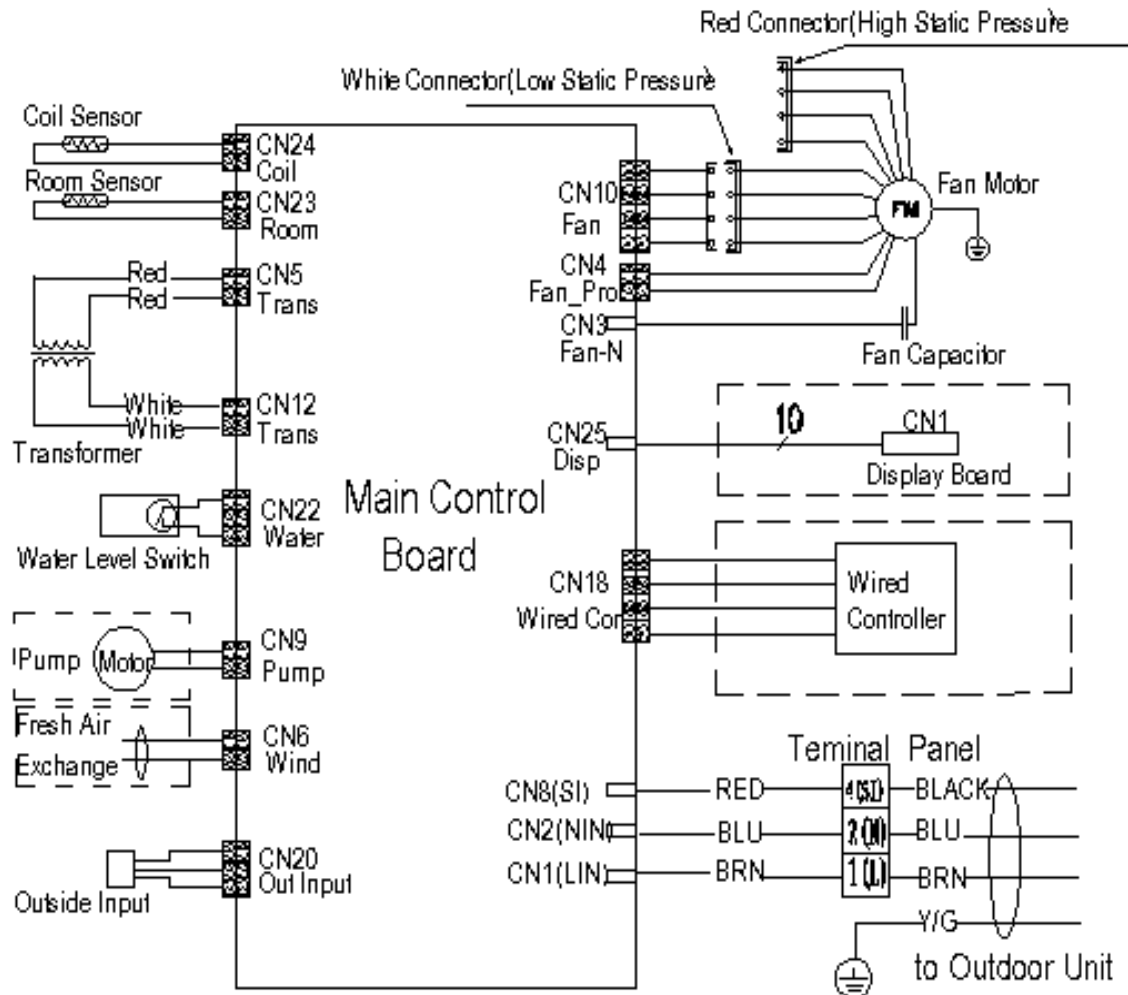 Red Connector(High Static Pressure)
White Connector(Low Static Pressure)
Coil Sensor
CN24
Coil
Room Sensor
CN23
Room
Red
Red
CN5
Trans
White
White
CN12
Trans
Transformer
CN22
Water
Water Level Switch
Pump
Motor
CN9
Pump
Fresh Air
Exchange
CN6
Wind
CN20
Out Input
Outside Input
Main Control
Board
CN10
Fan
CN4
Fan_Pro
CN3
Fan-N
FM
Fan Motor
Fan Capacitor
CN25
Disp
10
CN1
Display Board
CN18
Wired Con
Wired
Controller
Teminal Panel
CN8(SI) RED 4(SI) BLACK
CN2(NIN) BLU 2(N) BLU
CN1(LIN) BRN 1(L) BRN
Y/G
to Outdoor Unit